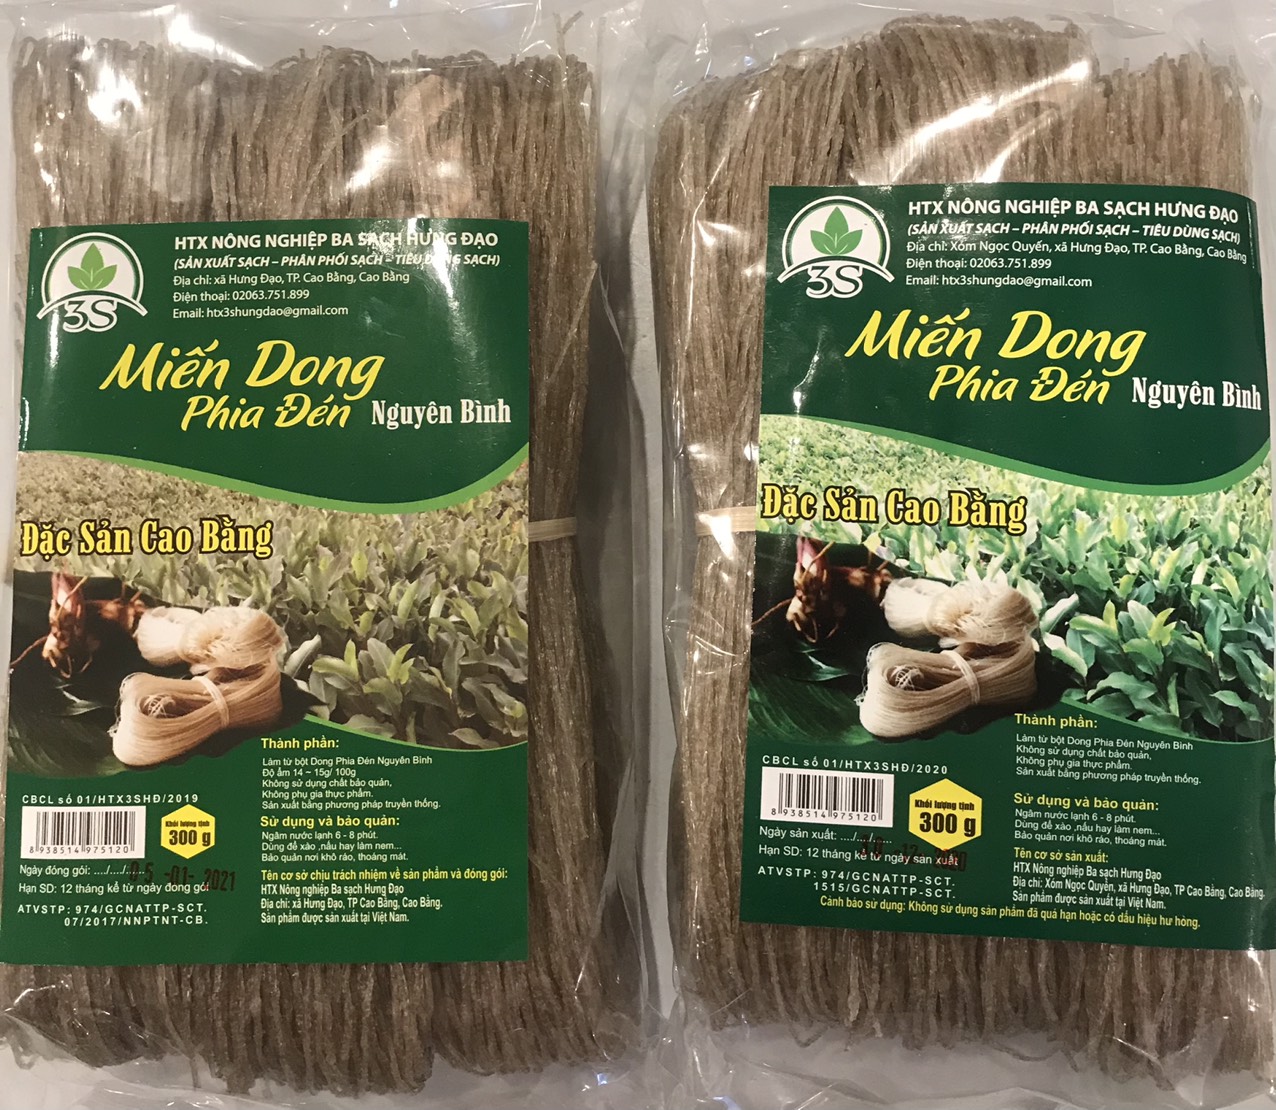 3S
HTX NÔNG NGHIỆP BA SẠCH HƯNG ĐẠO
(SẢN XUẤT SẠCH – PHÂN PHỐI SẠCH – TIÊU DÙNG SẠCH)
Địa chỉ: xã Hưng Đạo, TP. Cao Bằng, Cao Bằng
Điện thoại: 02063.751.899
Email: htx3shungdao@gmail.com
Miến Dong
Phia Đén Nguyên Bình
Đặc Sản Cao Bằng
Thành phần:
Làm từ bột Dong Phia Đén Nguyên Bình
Độ ẩm 14 – 15g/ 100g
Không sử dụng chất bảo quản,
Không phụ gia thực phẩm.
Sản xuất bằng phương pháp truyền thống.
Sử dụng và bảo quản:
Ngâm nước lạnh 6 - 8 phút.
Dùng để xào ,nấu hay làm nem...
Bảo quản nơi khô ráo, thoáng mát.
Tên cơ sở chịu trách nhiệm về sản phẩm và đóng gói:
HTX Nông nghiệp Ba sạch Hưng Đạo
Địa chỉ: xã Hưng Đạo, TP Cao Bằng, Cao Bằng.
Sản phẩm được sản xuất tại Việt Nam.
CBCL số 01/HTX3SHĐ/2019
8 938514 975120
Khối lượng tịnh
300 g
Ngày đóng gói: ..../..../...... 05 -01- 2021
Hạn SD: 12 tháng kể từ ngày đóng gói
ATVSTP: 974/GCNATTP-SCT.
07/2017/NNPTNT-CB.
3S
HTX NÔNG NGHIỆP BA SẠCH HƯNG ĐẠO
(SẢN XUẤT SẠCH – PHÂN PHỐI SẠCH – TIÊU DÙNG SẠCH)
Địa chỉ: Xóm Ngọc Quyến, xã Hưng Đạo, TP. Cao Bằng, Cao Bằng
Điện thoại: 02063.751.899
Email: htx3shungdao@gmail.com
Miến Dong
Phia Đén Nguyên Bình
Đặc Sản Cao Bằng
Thành phần:
Làm từ bột Dong Phia Đén Nguyên Bình
Không sử dụng chất bảo quản,
Không phụ gia thực phẩm.
Sản xuất bằng phương pháp truyền thống.
Sử dụng và bảo quản:
Ngâm nước lạnh 6 - 8 phút.
Dùng để xào ,nấu hay làm nem...
Bảo quản nơi khô ráo, thoáng mát.
Tên cơ sở sản xuất:
HTX Nông nghiệp Ba sạch Hưng Đạo
Địa chỉ: Xóm Ngọc Quyến, xã Hưng Đạo, TP Cao Bằng, Cao Bằng.
Sản phẩm được sản xuất tại Việt Nam.
CBCL số 01/HTX3SHĐ/2020
8 938514 975120
Khối lượng tịnh
300 g
Ngày sản xuất: ..../..../......
Hạn SD: 12 tháng kể từ ngày sản xuất
ATVSTP: 974/GCNATTP-SCT.
1515/GCNATTP-SCT.
Cảnh báo sử dụng: Không sử dụng sản phẩm đã quá hạn hoặc có dấu hiệu hư hỏng.